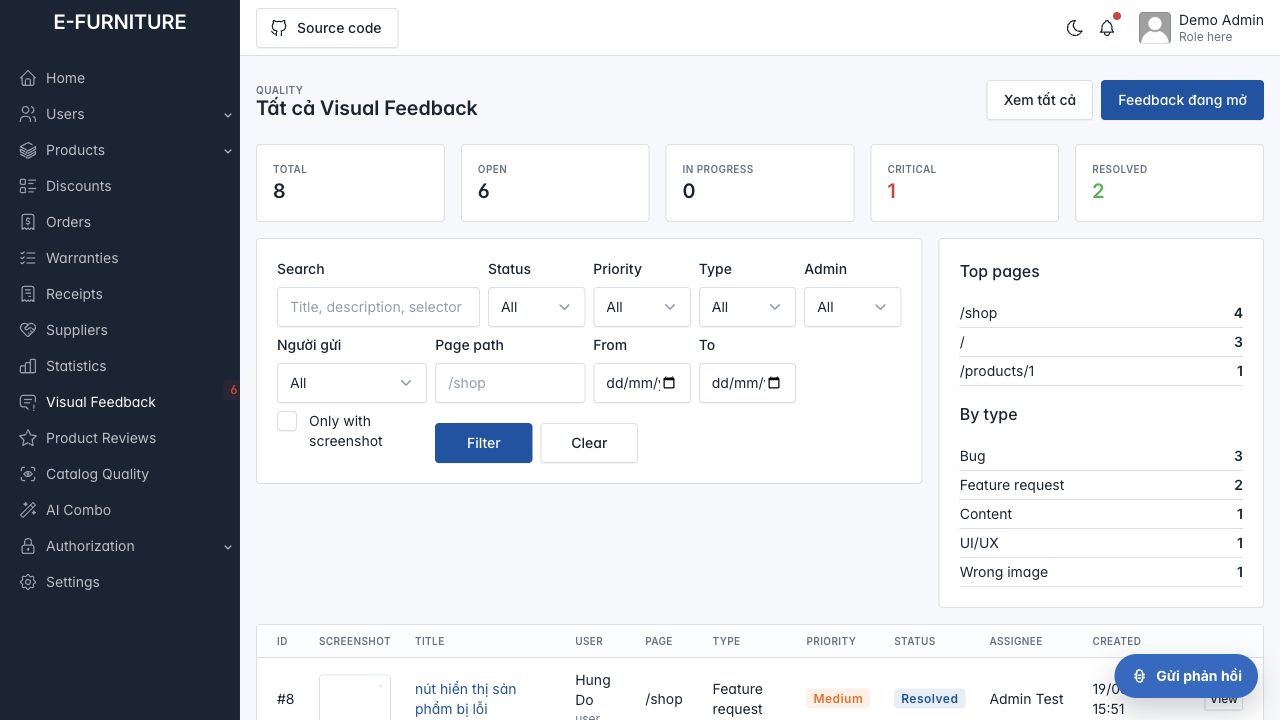 E-FURNITURE
Home
Users
Products
Discounts
Orders
Warranties
Receipts
Suppliers
Statistics
Visual Feedback
6
Product Reviews
Catalog Quality
AI Combo
Authorization
Settings
Source code
Demo Admin
Role here
QUALITY
Tất cả Visual Feedback
Xem tất cả
Feedback đang mở
TOTAL
8
OPEN
6
IN PROGRESS
0
CRITICAL
1
RESOLVED
2
Search
Status
Priority
Type
Admin
Title, description, selector
All
All
All
All
Người gửi
Page path
From
To
All
/shop
dd/mm/
dd/mm/
Only with
screenshot
Filter
Clear
Top pages
/shop 4
/ 3
/products/1 1
By type
Bug 3
Feature request 2
Content 1
UI/UX 1
Wrong image 1
ID SCREENSHOT TITLE USER PAGE TYPE PRIORITY STATUS ASSIGNEE CREATED
#8
nút hiển thị sản
phẩm bị lỗi
Hung
Do
user
/shop
Feature
request
Medium
Resolved
Admin Test
19/0
15:51
View
Gửi phản hồi